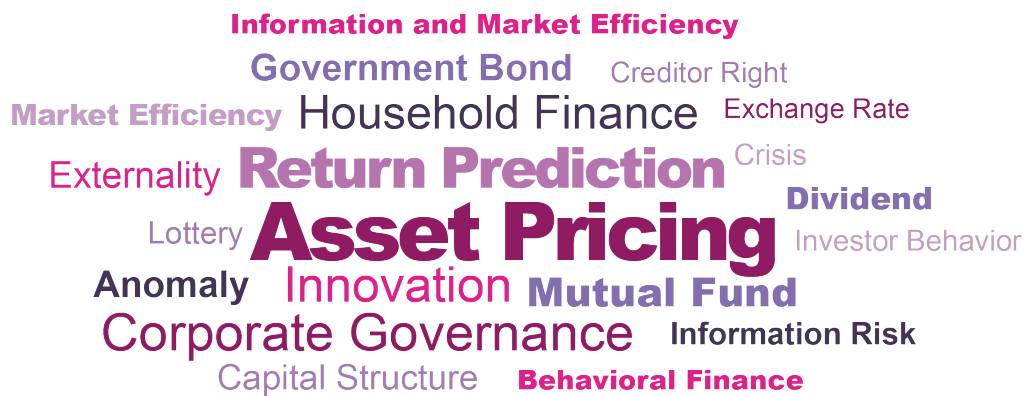 Information and Market Efficiency
Government Bond
Creditor Right
Market Efficiency
Household Finance
Exchange Rate
Externality
Return Prediction
Crisis
Dividend
Lottery
Asset Pricing
Investor Behavior
Anomaly
Innovation
Mutual Fund
Corporate Governance
Information Risk
Capital Structure
Behavioral Finance